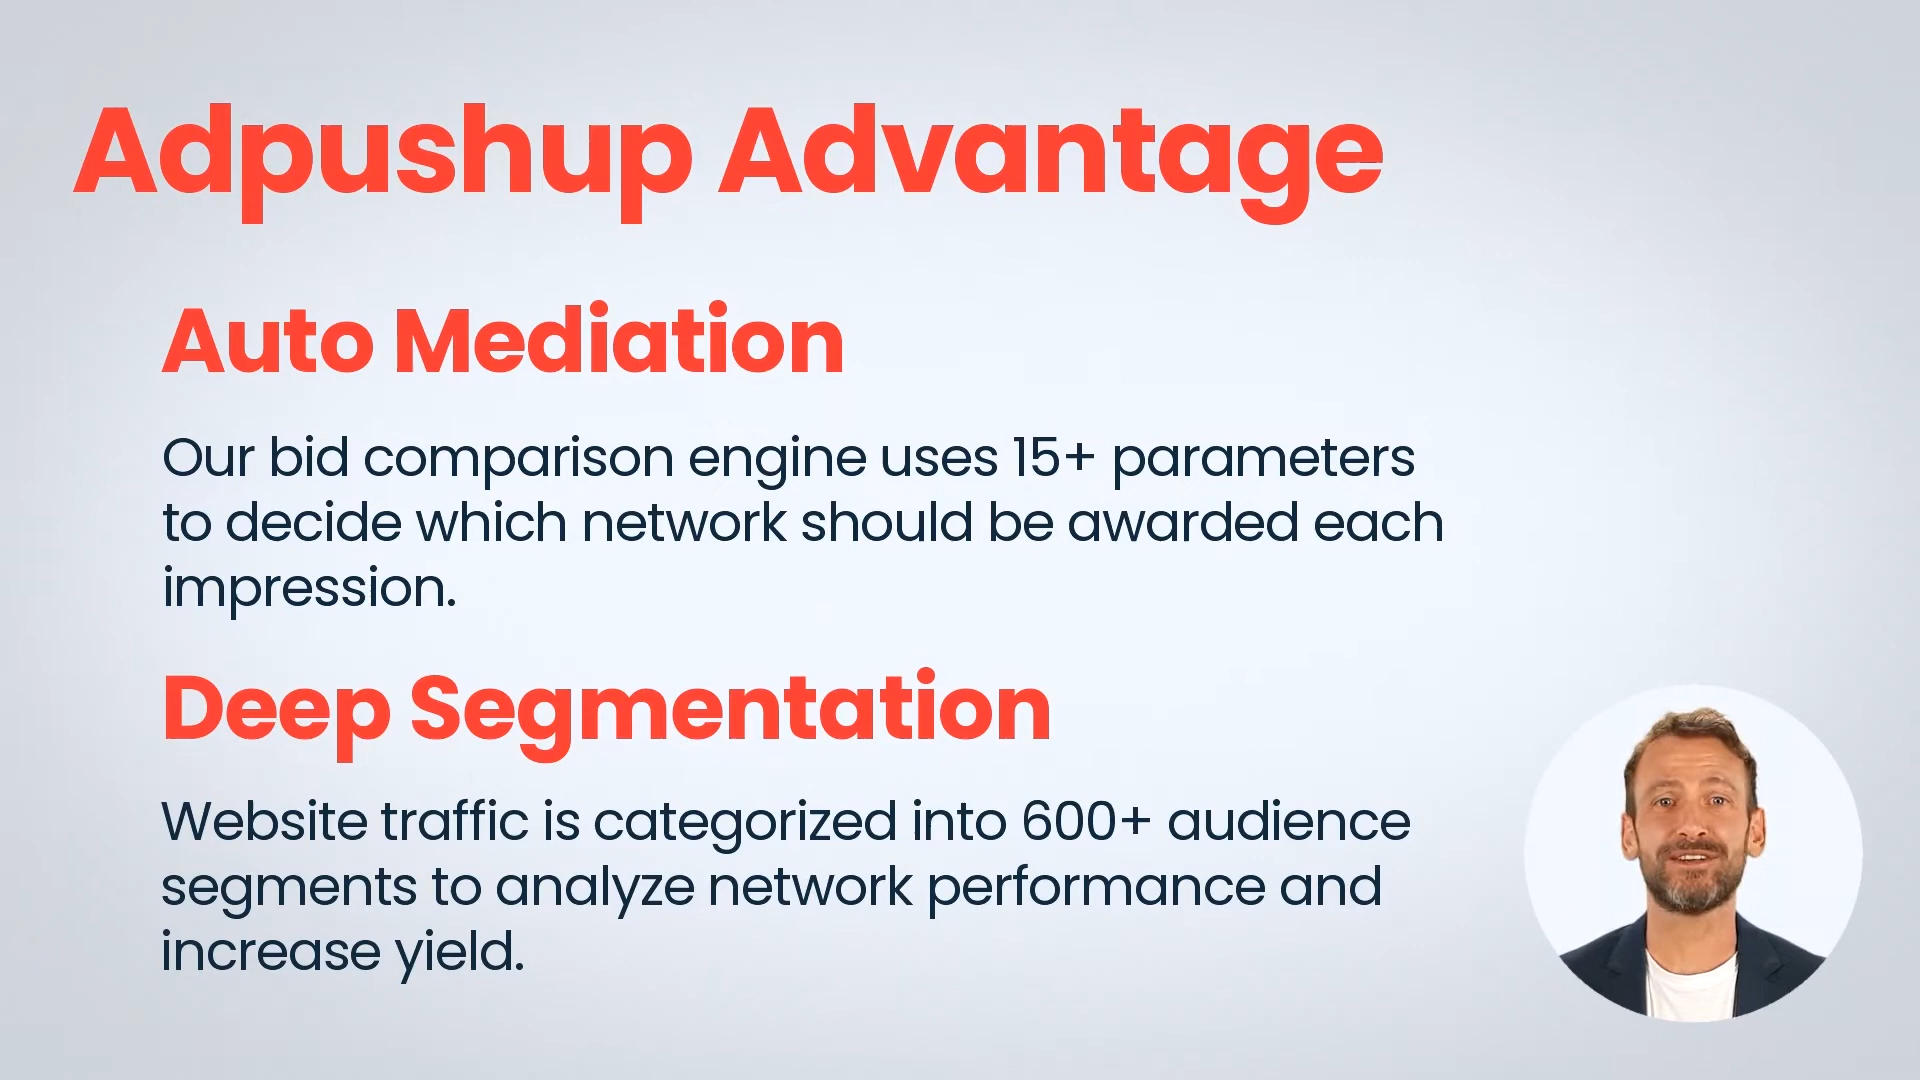 Adpushup Advantage
Auto Mediation
Our bid comparison engine uses 15+ parameters
to decide which network should be awarded each
impression.
Deep Segmentation
Website traffic is categorized into 600+ audience
segments to analyze network performance and
increase yield.